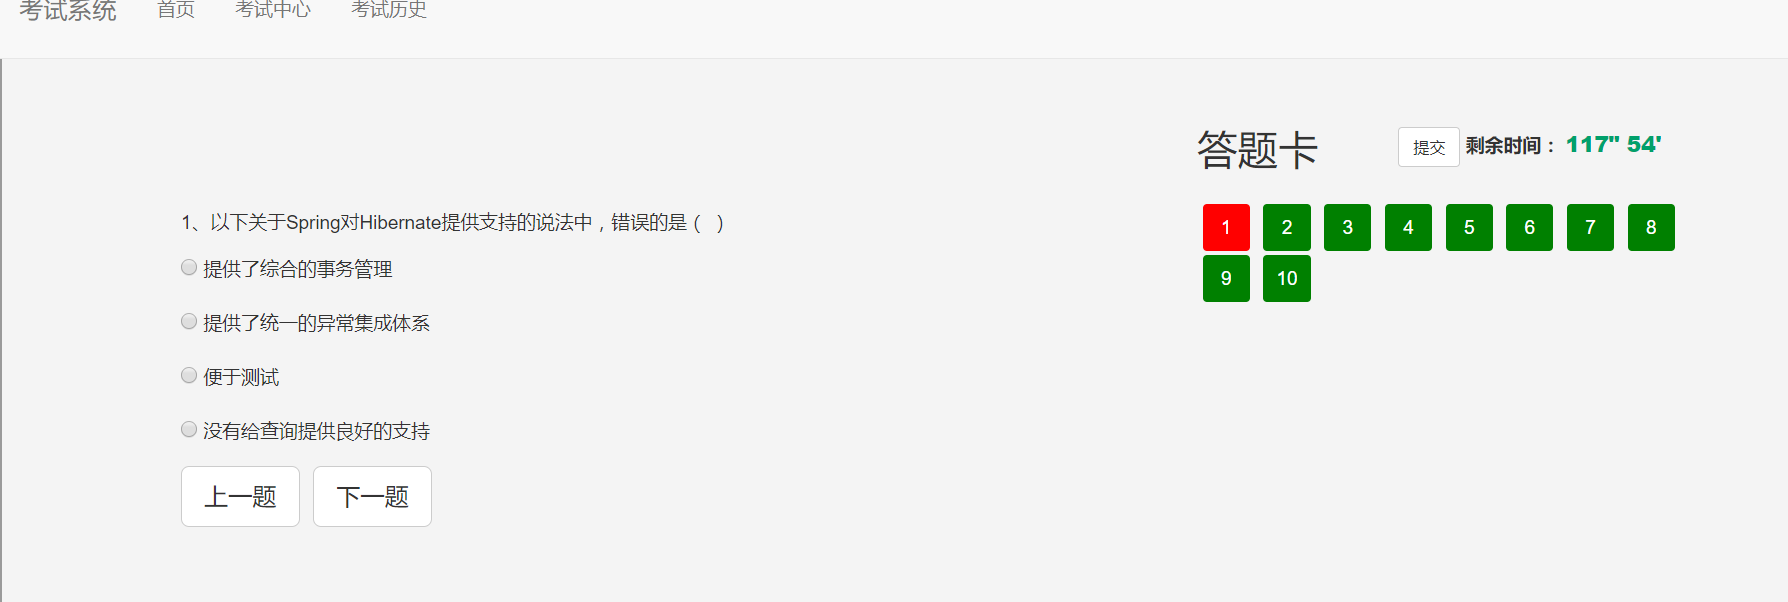 考试系统 首页 考试中心 考试历史
答题卡 提交 剩余时间： 117" 54'
1 2 3 4 5 6 7 8
9 10
1、以下关于Spring对Hibernate提供支持的说法中，错误的是（ ）
提供了综合的事务管理
提供了统一的异常集成体系
便于测试
没有给查询提供良好的支持
上一题 下一题